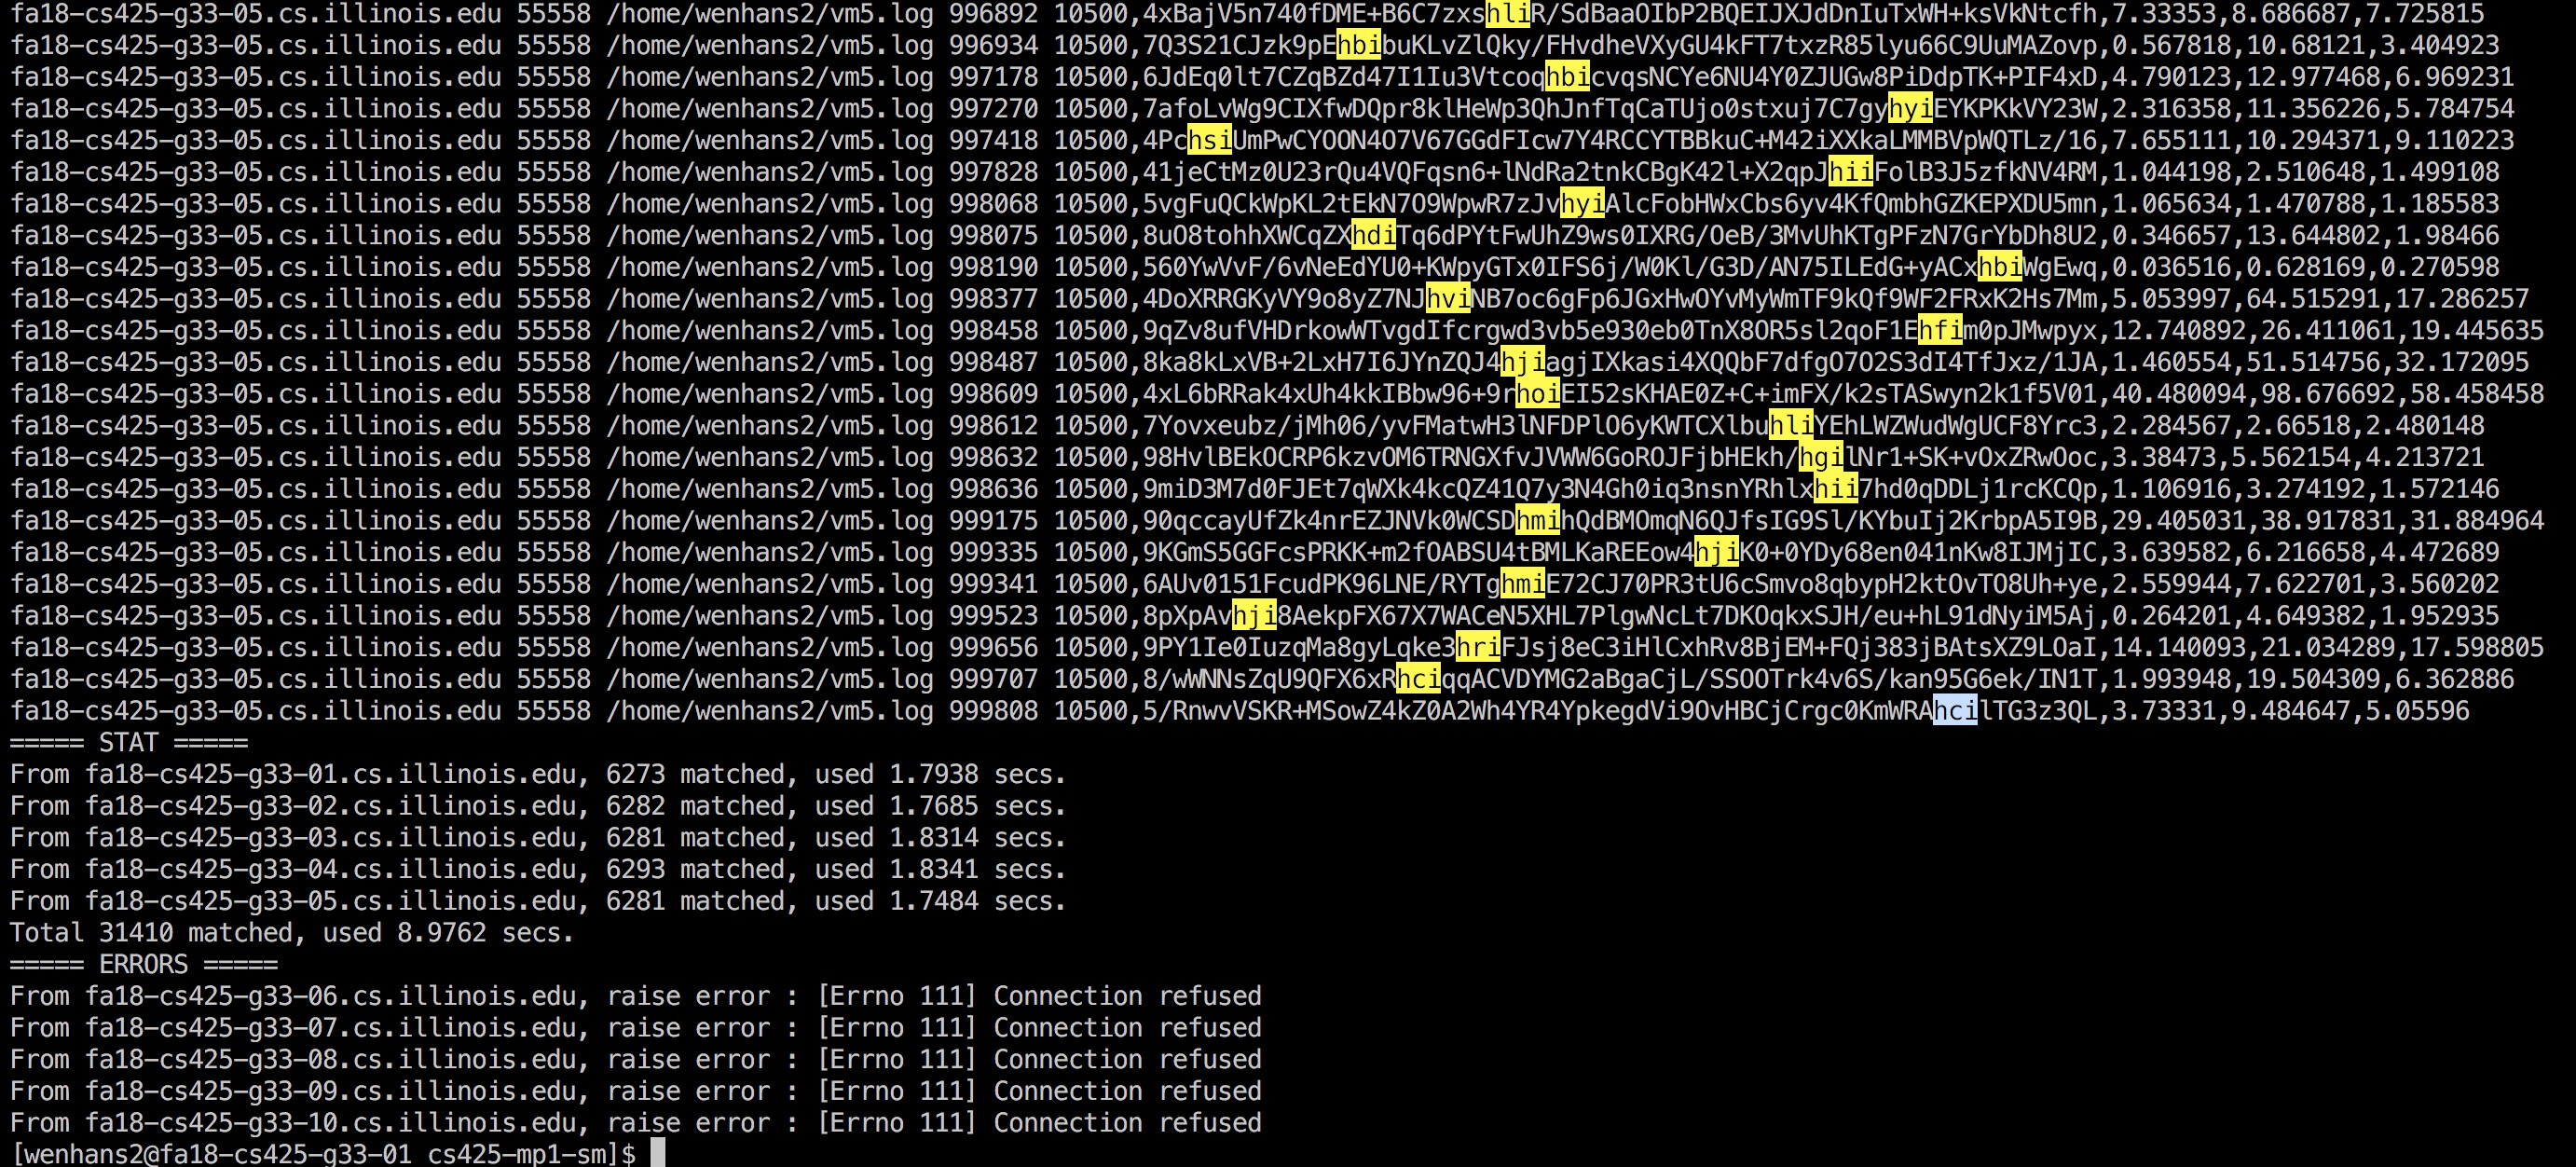 fa18-cs425-g33-05.cs.illinois.edu 55558 /home/wenhans2/vm5.log 996892 10500,4xBajV5n740fDME+B6C7zxshliR/SdBaaOIbP2BQEIJXJdDnIuTxWH+ksVkNtcfh,7.33353,8.686687,7.725815
fa18-cs425-g33-05.cs.illinois.edu 55558 /home/wenhans2/vm5.log 996934 10500,7Q3S21CJzk9pEhbibuKLvZlQky/FHvdheVXyGU4kFT7txzR85lyu66C9UuMAZovp,0.567818,10.68121,3.404923
fa18-cs425-g33-05.cs.illinois.edu 55558 /home/wenhans2/vm5.log 997178 10500,6JdEq0lt7CZqBZd47I1Iu3Vtcoqhbicvqs​NCYe6NU4Y0ZJUGw8PiDdpTK+PIF4xD,4.790123,12.977468,6.969231
fa18-cs425-g33-05.cs.illinois.edu 55558 /home/wenhans2/vm5.log 997270 10500,7afoLvWg9CIXfwDQpr8klHeWp3QhJnfTqCaTUjo0stxuj7C7gyhyiEYKPKkVY23W,2.316358,11.356226,5.784754
fa18-cs425-g33-05.cs.illinois.edu 55558 /home/wenhans2/vm5.log 997418 10500,4PchsiUmPwCYOON4O7V67GGdFIcw7Y4RCCYTBBkuC+M42iXXkaLMMBVpWQTLz/16,7.655111,10.294371,9.110223
fa18-cs425-g33-05.cs.illinois.edu 55558 /home/wenhans2/vm5.log 997828 10500,41jeCtMz0U23rQu4VQFqsn6+lNdRa2tnkCBgK42l+X2qpJhiiFolB3J5zfkNV4RM,1.044198,2.510648,1.499108
fa18-cs425-g33-05.cs.illinois.edu 55558 /home/wenhans2/vm5.log 998068 10500,5vgFuQCkWpKL2tEkN7O9WpwR7zJvhyiAlcFobHWxCbs6yv4KfQmbhGZKEPXDU5mn,1.065634,1.470788,1.185583
fa18-cs425-g33-05.cs.illinois.edu 55558 /home/wenhans2/vm5.log 998075 10500,8uO8tohhXWCqZXhdiTq6dPYtFwUhZ9ws0IXRG/OeB/3MvUhKTgPFzN7GrYbDh8U2,0.346657,13.644802,1.98466
fa18-cs425-g33-05.cs.illinois.edu 55558 /home/wenhans2/vm5.log 998190 10500,560YwVvF/6vNeEdYU0+KWpyGTx0IFS6j/W0Kl/G3D/AN75ILEdG+yACxhbiWgEwq,0.036516,0.628169,0.270598
fa18-cs425-g33-05.cs.illinois.edu 55558 /home/wenhans2/vm5.log 998377 10500,4DoXRRGKyVY9o8yZ7NJhviNB7oc6gFp6JGxHwOYvMyWmTF9kQf9WF2FRxK2Hs7Mm,5.053997,64.515291,17.286257
fa18-cs425-g33-05.cs.illinois.edu 55558 /home/wenhans2/vm5.log 998458 10500,9qZv8ufVHDrkowWTvgdIfcrgwd3vb5e930eb0TnX8OR5sl2qoF1Ehfim0pJMwpyx,12.740892,26.411061,19.445635
fa18-cs425-g33-05.cs.illinois.edu 55558 /home/wenhans2/vm5.log 998487 10500,8ka8kLxVB+2LxH7I6JYnZQJ4hjiagjIXkasi4XQQbF7dfgO7O2S3dI4TfJxz/1JA,1.460554,51.514756,32.172095
fa18-cs425-g33-05.cs.illinois.edu 55558 /home/wenhans2/vm5.log 998609 10500,4xL6bRRak4xUh4kkIBbw96+9rhoiEI52sKHAE0Z+C+imFX/k2sTASwyn2k1f5V01,40.480094,98.676692,58.458458
fa18-cs425-g33-05.cs.illinois.edu 55558 /home/wenhans2/vm5.log 998612 10500,7Yovxeubz/jMh06/yvFMatwH3lNFDPlO6yKWTCXlbuhliYEhLWZWudWgUCF8Yrc3,2.284567,2.66518,2.480148
fa18-cs425-g33-05.cs.illinois.edu 55558 /home/wenhans2/vm5.log 998632 10500,98HvlBEkOCRP6kzvOM6TRNGXfvJVWW6GoROJFjbHEkh/hgilNr1+SK+vOxZRwOoc,3.38473,5.562154,4.213721
fa18-cs425-g33-05.cs.illinois.edu 55558 /home/wenhans2/vm5.log 998636 10500,9miD3M7d0FJEt7qWXk4kcQZ41Q7y3N4Gh0iq3nsnYRhlxhii7hd0qDDLj1rcKCQp,1.106916,3.274192,1.572146
fa18-cs425-g33-05.cs.illinois.edu 55558 /home/wenhans2/vm5.log 999175 10500,90qccayUfZk4nrEZJNVk0WCSDhmihQdBMOmqN6QJfsIG9Sl/KYbuIj2KrbpA5I9B,29.405031,38.917831,31.884964
fa18-cs425-g33-05.cs.illinois.edu 55558 /home/wenhans2/vm5.log 999335 10500,9KGmS5GGFcsPRKK+m2fOABSU4tBMLKaREEow4hjiK0+0YDy68en041nKw8IJMjIC,3.639582,6.216658,4.472689
fa18-cs425-g33-05.cs.illinois.edu 55558 /home/wenhans2/vm5.log 999341 10500,6AUv0151FcudPK96LNE/RYTghmiE72CJ70PR3tU6cSmvo8qbypH2ktOvTO8Uh+ye,2.559944,7.622701,3.560202
fa18-cs425-g33-05.cs.illinois.edu 55558 /home/wenhans2/vm5.log 999523 10500,8pXpAvhji8AekpFX67X7WACeN5XHL7PlgwNcLt7DKOqkxSJH/eu+hL91dNyiM5Aj,0.264201,4.649382,1.952935
fa18-cs425-g33-05.cs.illinois.edu 55558 /home/wenhans2/vm5.log 999656 10500,9PY1Ie0IuzqMa8gyLqke3hriFJsj8eC3iHlCxhRv8BjEM+FQj383jBAtsXZ9LOaI,14.140093,21.034289,17.598805
fa18-cs425-g33-05.cs.illinois.edu 55558 /home/wenhans2/vm5.log 999707 10500,8/wWNNsZqU9QFX6xRhciqqACVDYMG2aBgaCjL/SSOOTrk4v6S/kan95G6ek/IN1T,1.993948,19.504309,6.362886
fa18-cs425-g33-05.cs.illinois.edu 55558 /home/wenhans2/vm5.log 999808 10500,5/RnwvVSKR+MSowZ4kZ0A2Wh4YR4YpkegdVi9OvHBCjCrgc0KmWRAhcilTG3z3QL,3.73331,9.484647,5.05596
===== STAT =====
From fa18-cs425-g33-01.cs.illinois.edu, 6273 matched, used 1.7938 secs.
From fa18-cs425-g33-02.cs.illinois.edu, 6282 matched, used 1.7685 secs.
From fa18-cs425-g33-03.cs.illinois.edu, 6281 matched, used 1.8314 secs.
From fa18-cs425-g33-04.cs.illinois.edu, 6293 matched, used 1.8341 secs.
From fa18-cs425-g33-05.cs.illinois.edu, 6281 matched, used 1.7484 secs.
Total 31410 matched, used 8.9762 secs.
===== ERRORS =====
From fa18-cs425-g33-06.cs.illinois.edu, raise error : [Errno 111] Connection refused
From fa18-cs425-g33-07.cs.illinois.edu, raise error : [Errno 111] Connection refused
From fa18-cs425-g33-08.cs.illinois.edu, raise error : [Errno 111] Connection refused
From fa18-cs425-g33-09.cs.illinois.edu, raise error : [Errno 111] Connection refused
From fa18-cs425-g33-10.cs.illinois.edu, raise error : [Errno 111] Connection refused
[wenhans2@fa18-cs425-g33-01 cs425-mp1-sm]$